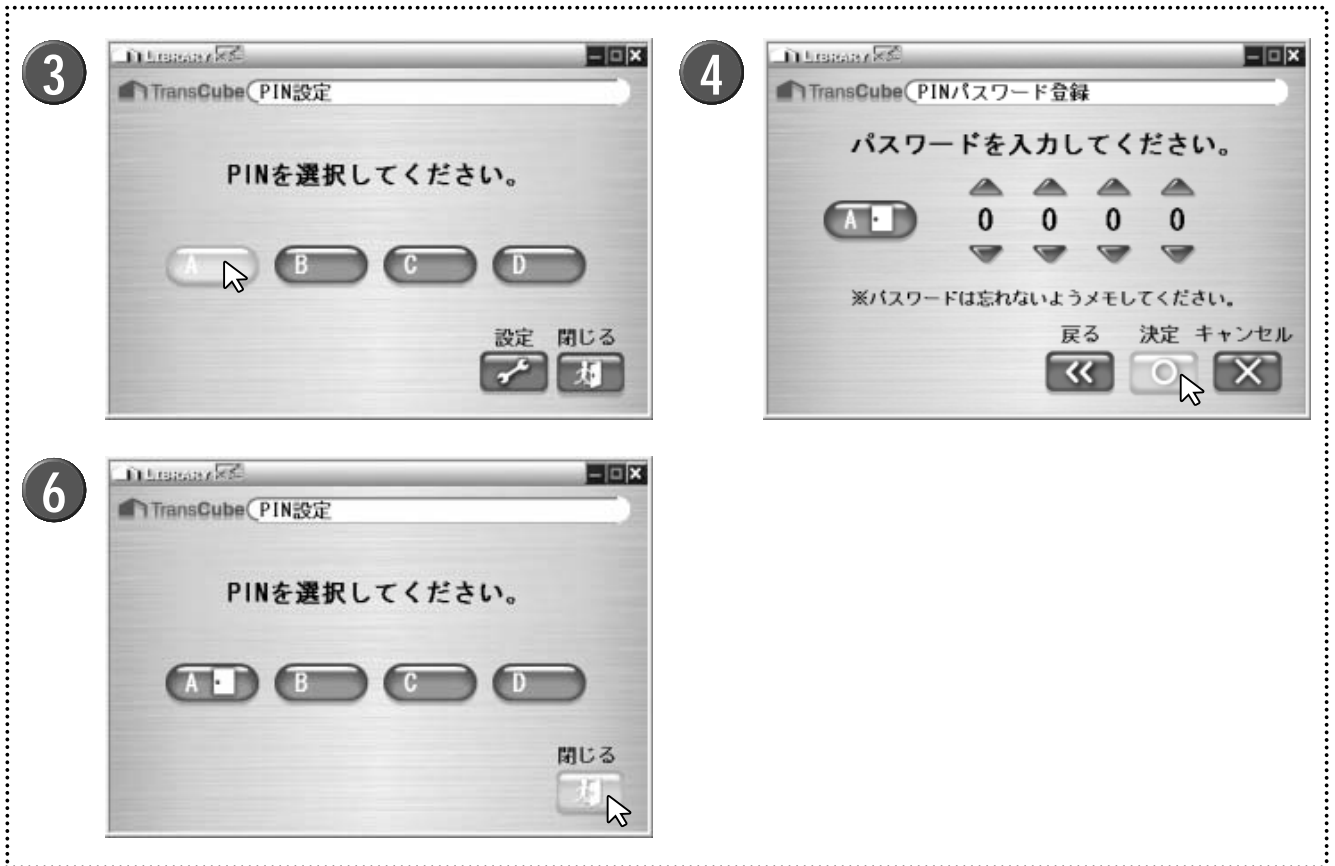 3
LIBRARY
TransCube PIN設定
PINを選択してください。
A B C D
設定 閉じる
4
LIBRARY
TransCube PINパスワード登録
パスワードを入力してください。
A 0 0 0 0
※パスワードは忘れないようメモしてください。
戻る 決定 キャンセル
6
LIBRARY
TransCube PIN設定
PINを選択してください。
A B C D
閉じる